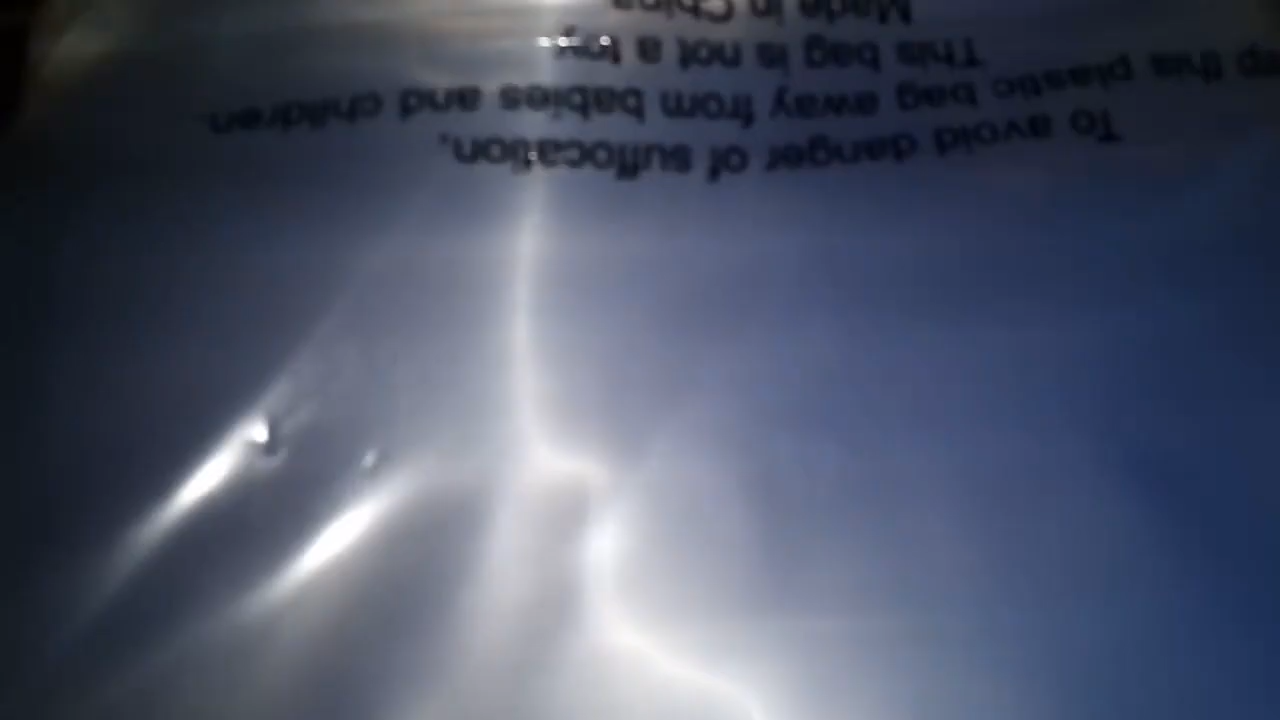 To avoid danger of suffocation,
this plastic bag away from babies and children.
This bag is not a toy.
Made in China